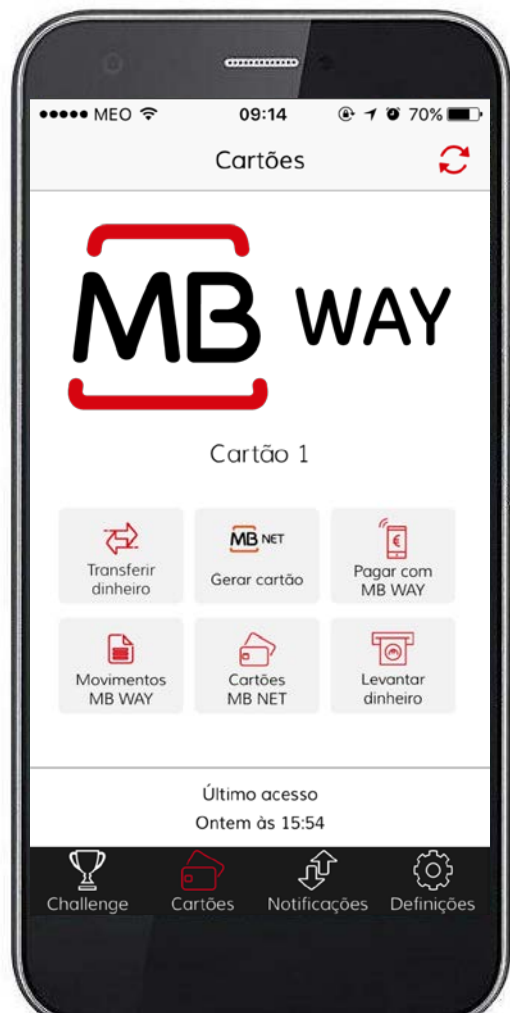 MEO 09:14 70%
Cartões
MB WAY
Cartão 1
Transferir
dinheiro
MB NET
Gerar cartão
€
Pagar com
MB WAY
Movimentos
MB WAY
Cartões
MB NET
Levantar
dinheiro
Último acesso
Ontem às 15:54
Challenge Cartões Notificações Definições